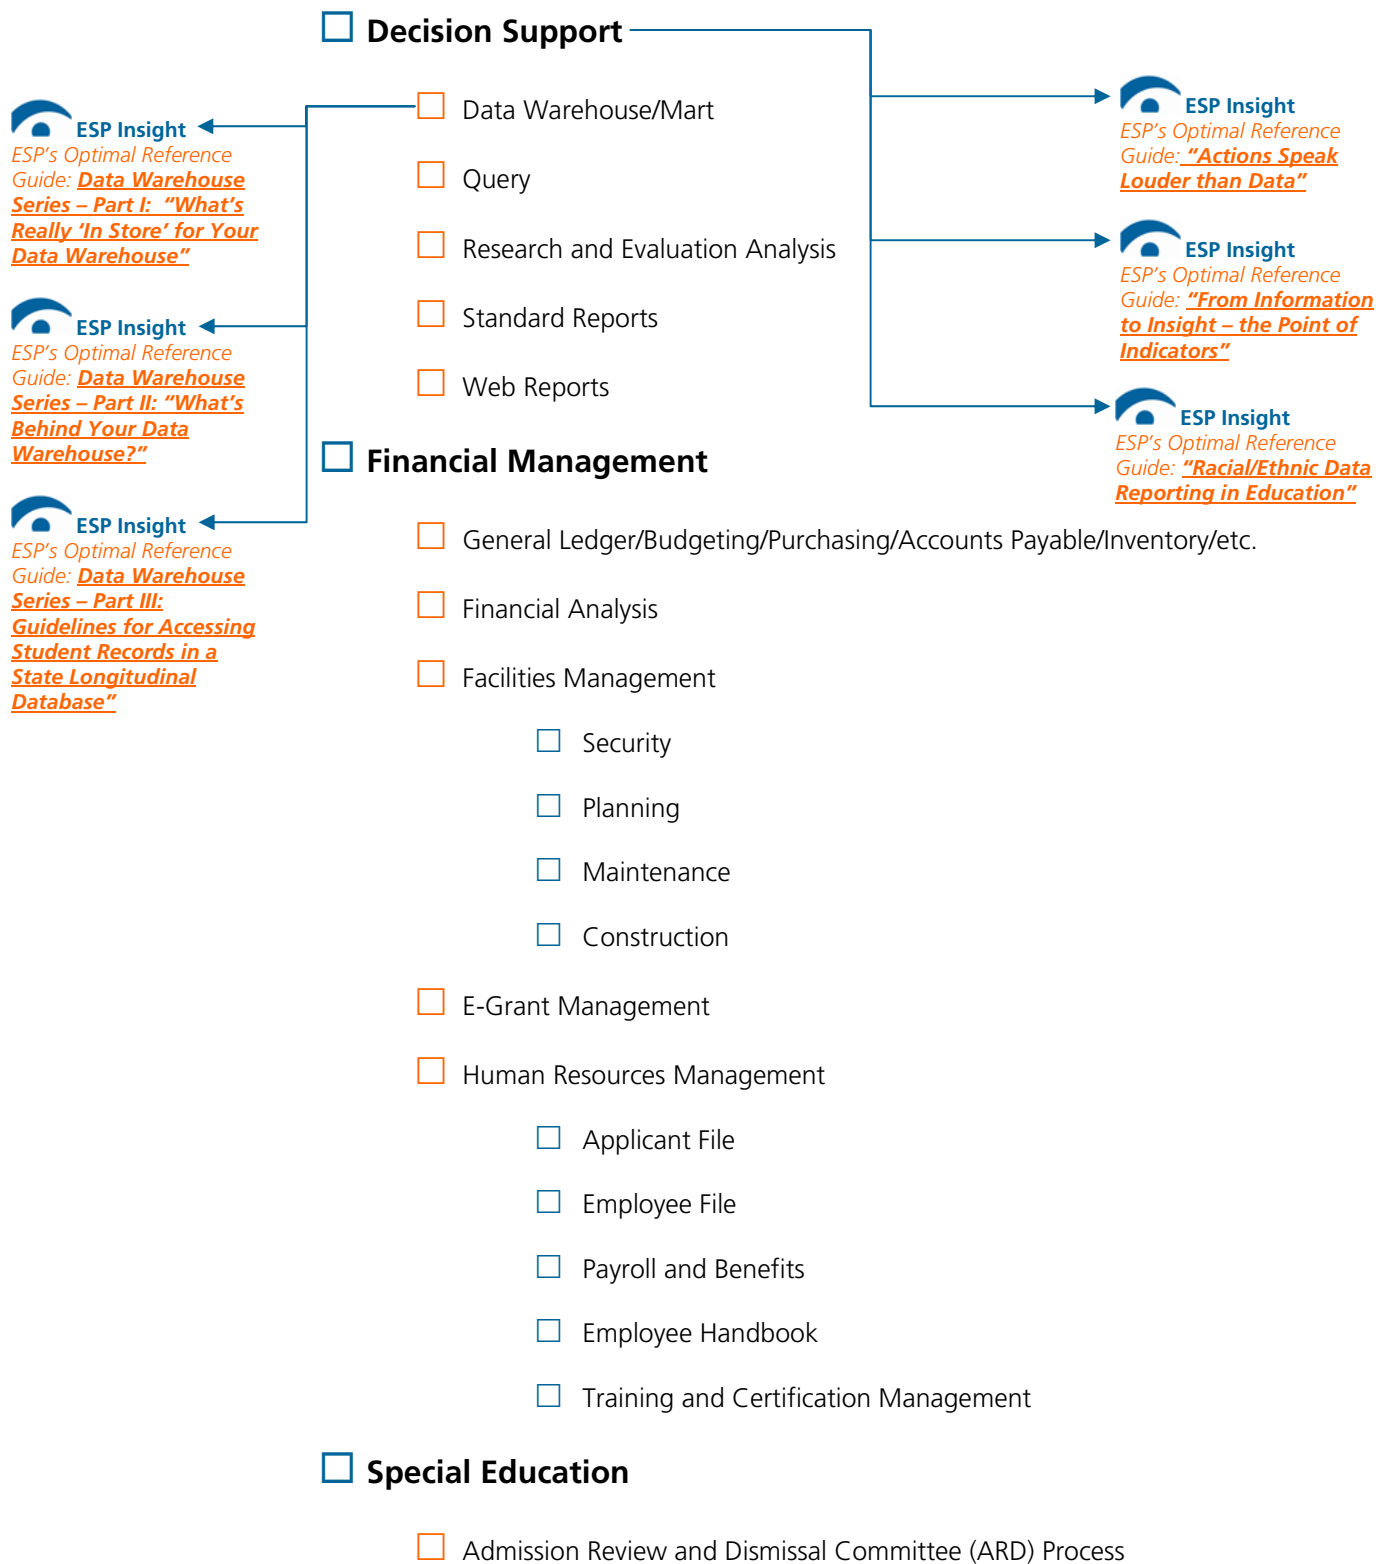 Decision Support
Data Warehouse/Mart
Query
Research and Evaluation Analysis
Standard Reports
Web Reports
ESP Insight
ESP’s Optimal Reference
Guide: Data Warehouse
Series – Part I:  “What’s
Really ‘In Store’ for Your
Data Warehouse”
ESP Insight
ESP’s Optimal Reference
Guide: Data Warehouse
Series – Part II: “What’s
Behind Your Data
Warehouse?”
ESP Insight
ESP’s Optimal Reference
Guide: Data Warehouse
Series – Part III:
Guidelines for Accessing
Student Records in a
State Longitudinal
Database”
ESP Insight
ESP’s Optimal Reference
Guide: “Actions Speak
Louder than Data”
ESP Insight
ESP’s Optimal Reference
Guide: “From Information
to Insight – the Point of
Indicators”
ESP Insight
ESP’s Optimal Reference
Guide: “Racial/Ethnic Data
Reporting in Education”
Financial Management
General Ledger/Budgeting/Purchasing/Accounts Payable/Inventory/etc.
Financial Analysis
Facilities Management
Security
Planning
Maintenance
Construction
E-Grant Management
Human Resources Management
Applicant File
Employee File
Payroll and Benefits
Employee Handbook
Training and Certification Management
Special Education
Admission Review and Dismissal Committee (ARD) Process